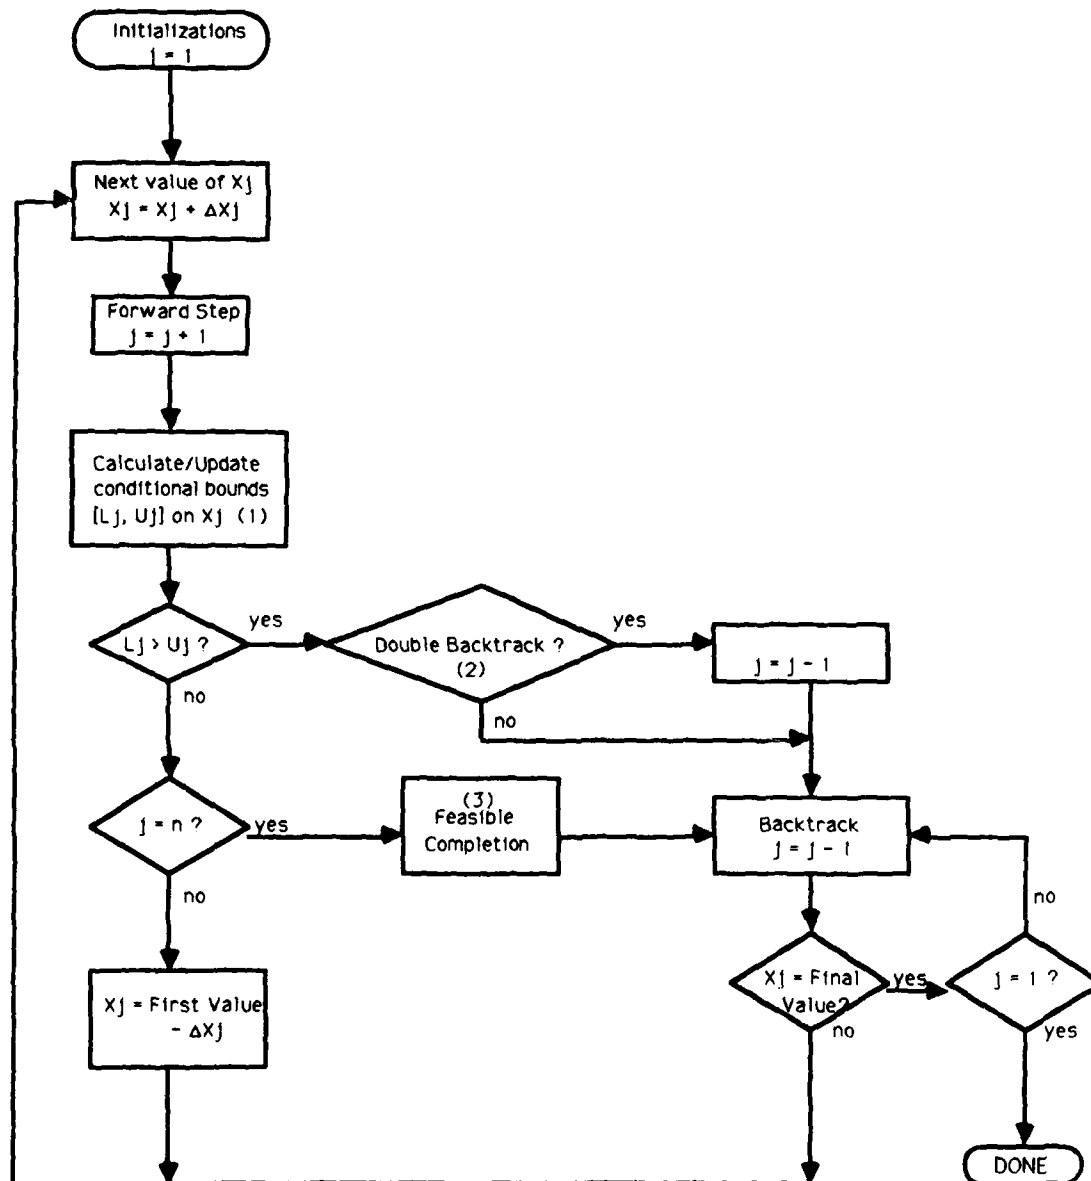 Initializations
j = 1
Next value of Xj
Xj = Xj + ΔXj
Forward Step
j = j + 1
Calculate/Update
conditional bounds
[Lj, Uj] on Xj (1)
Lj > Uj ?
yes
no
Double Backtrack ?
(2)
yes
no
j = j - 1
j = n ?
yes
no
(3)
Feasible
Completion
Backtrack
j = j - 1
Xj = First Value
- ΔXj
Xj = Final
Value?
yes
no
j = 1 ?
no
yes
DONE